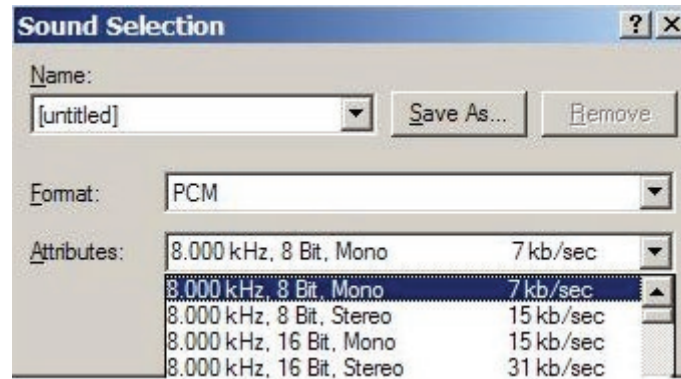 Sound Selection
Name:
[untitled] Save As... Remove
Format: PCM
Attributes: 8.000 kHz, 8 Bit, Mono 7 kb/sec
8.000 kHz, 8 Bit, Mono 7 kb/sec
8.000 kHz, 8 Bit, Stereo 15 kb/sec
8.000 kHz, 16 Bit, Mono 15 kb/sec
8.000 kHz, 16 Bit, Stereo 31 kb/sec